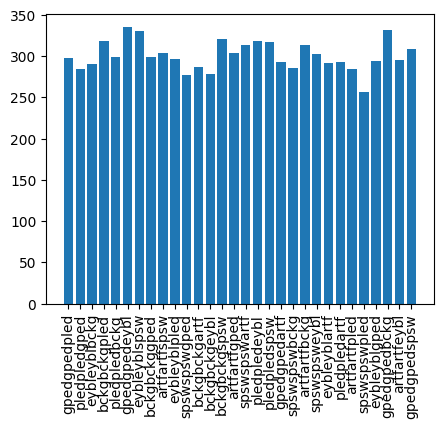 350
300
250
200
150
100
50
0
gpedgpedpled
pledpledgped
eybleyblbckg
bckgbckgpled
pledpledbckg
gpedgpedeybl
eybleyblspsw
bckgbckggped
artfartfspsw
eybleyblpled
spswspswgped
bckgbckgartf
bckgbckgeybl
bckgbckgspsw
artfartfgped
spswspswartf
pledpledeybl
pledpledspsw
gpedgpedartf
spswspswbckg
artfartfbckg
spswspsweybl
eybleyblartf
pledpledartf
artfartfpled
spswspswpled
eybleyblgped
gpedgpedbckg
artfartfeybl
gpedgpedspsw